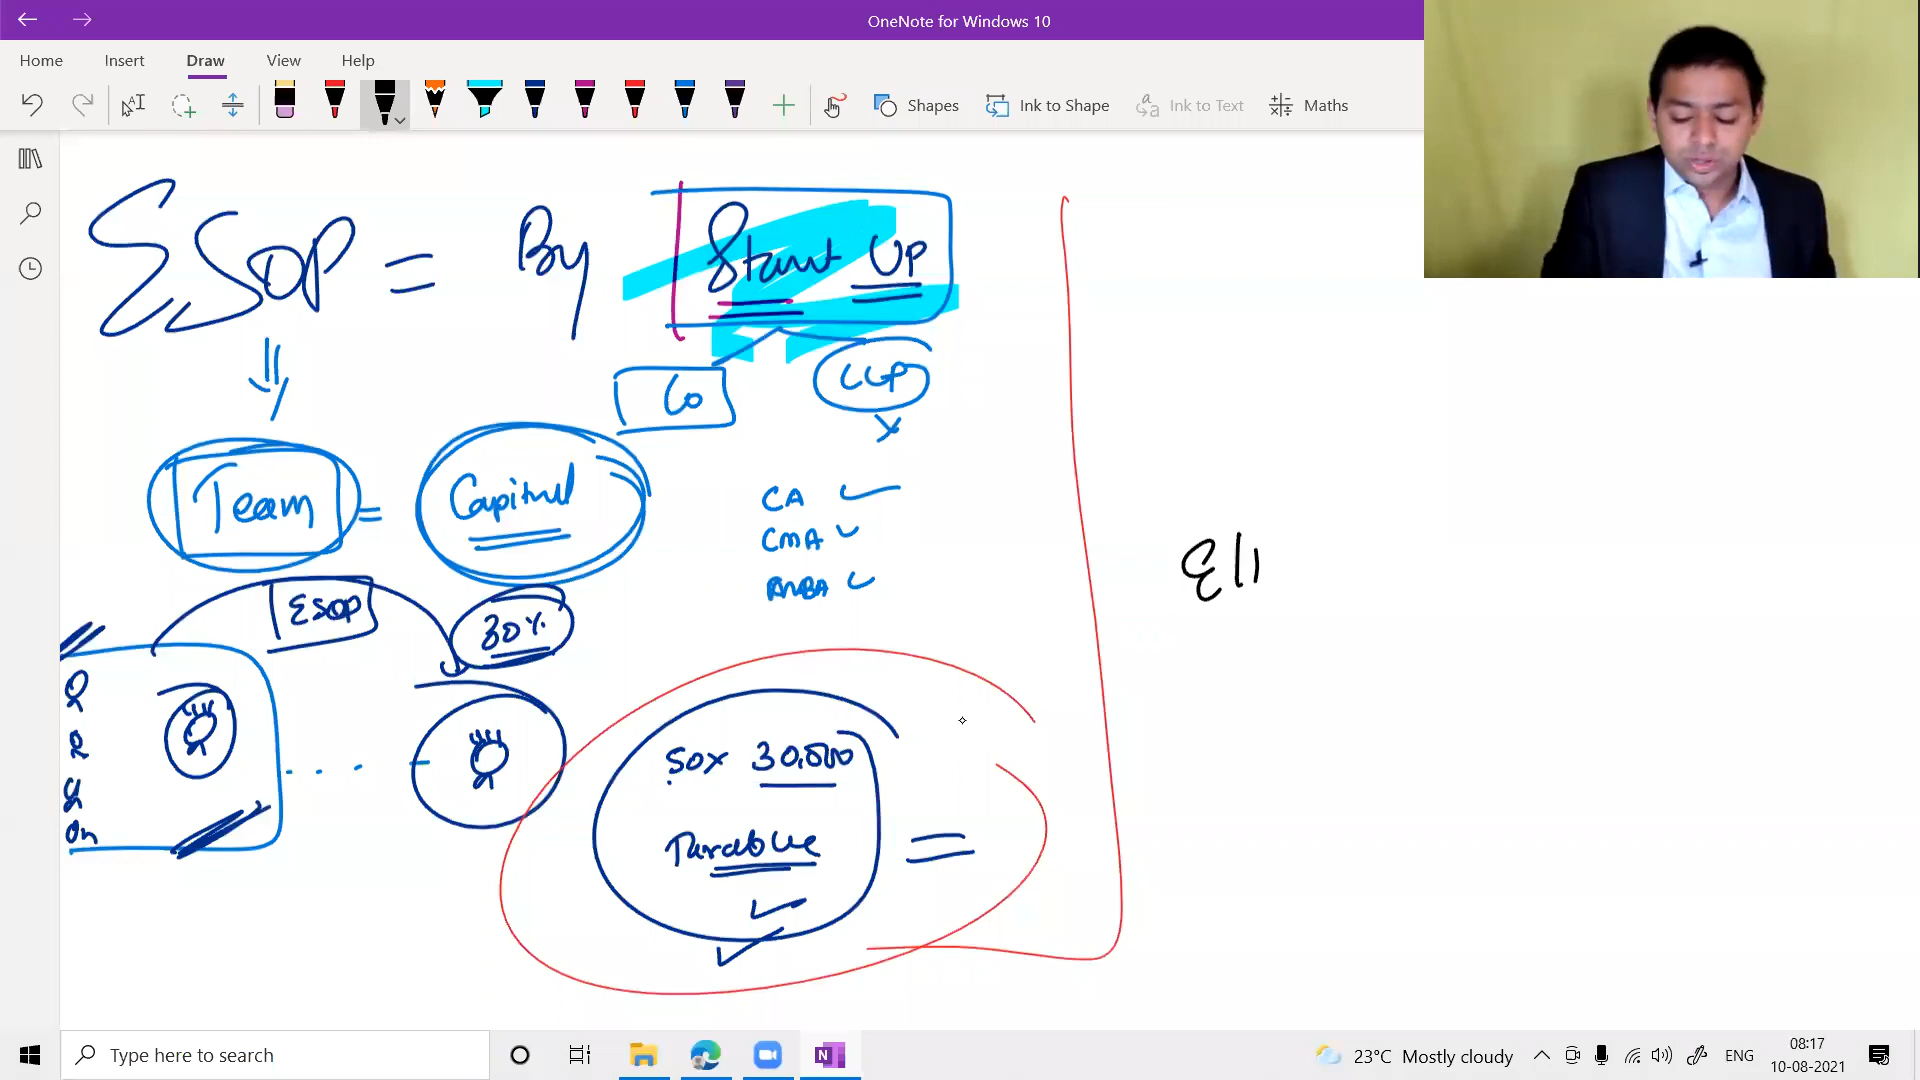 OneNote for Windows 10
Home Insert Draw View Help
Shapes Ink to Shape Ink to Text Maths
ESOP = By Start Up
Co LLP
x
Team = Capital
CA
CMA
MBA
ESOP
30%
50x 30,000
Taxable =
Type here to search
23°C Mostly cloudy
ENG
08:17
10-08-2021